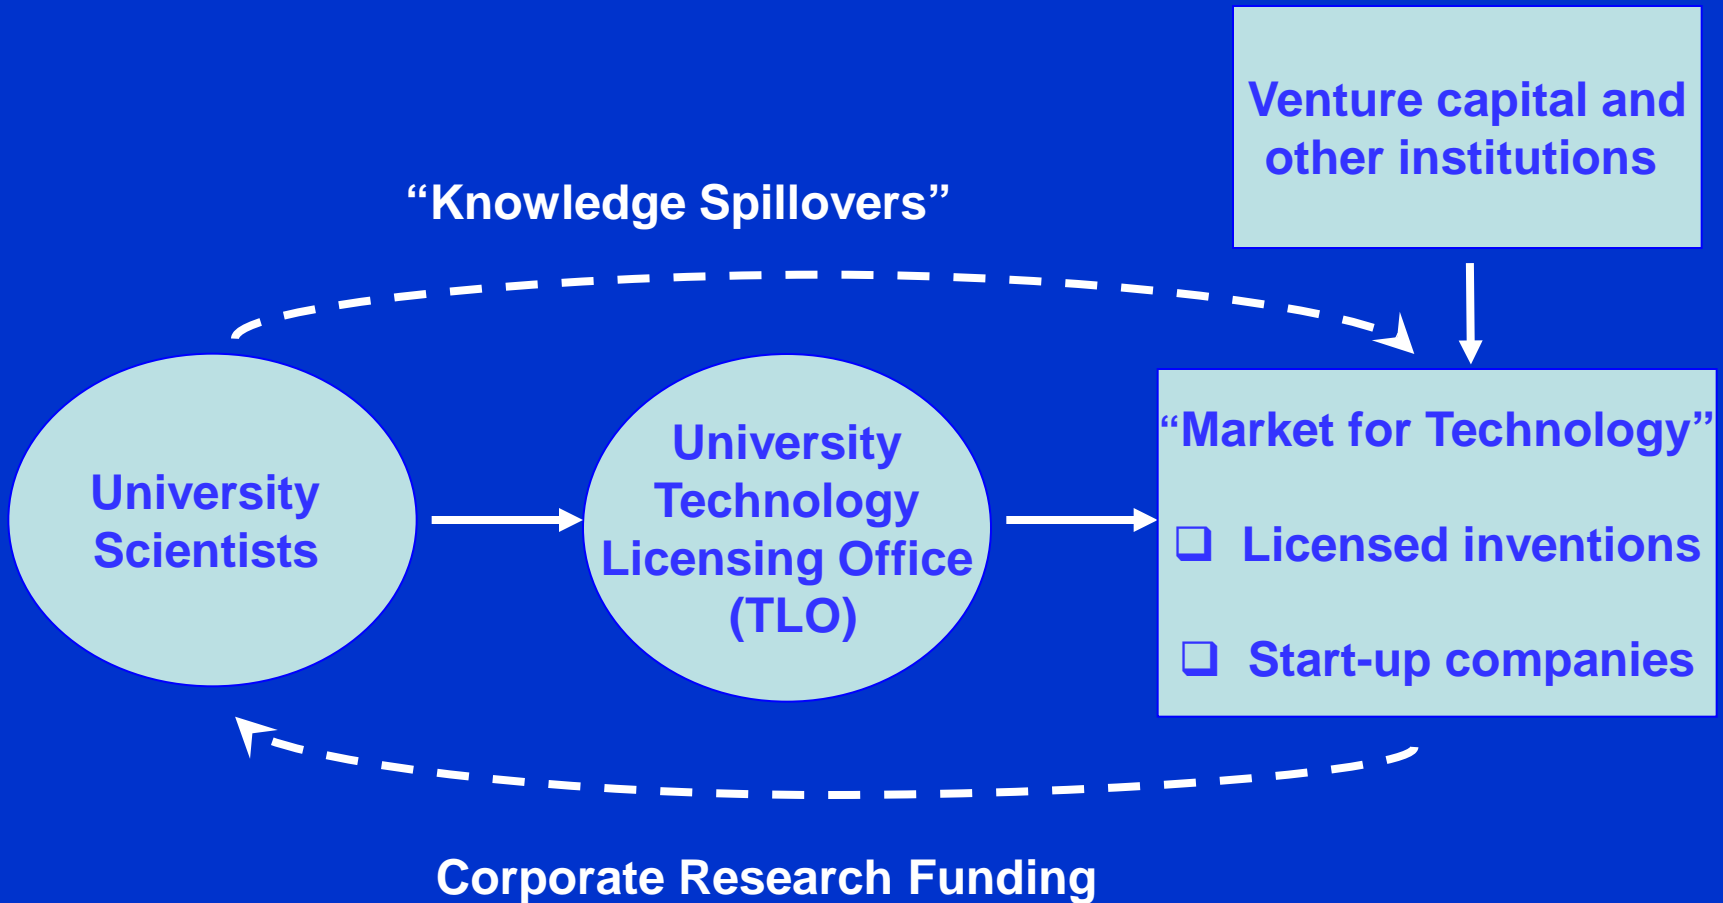 Venture capital and
other institutions
“Knowledge Spillovers”
University
Scientists
University
Technology
Licensing Office
(TLO)
“Market for Technology”
❑ Licensed inventions
❑ Start-up companies
Corporate Research Funding